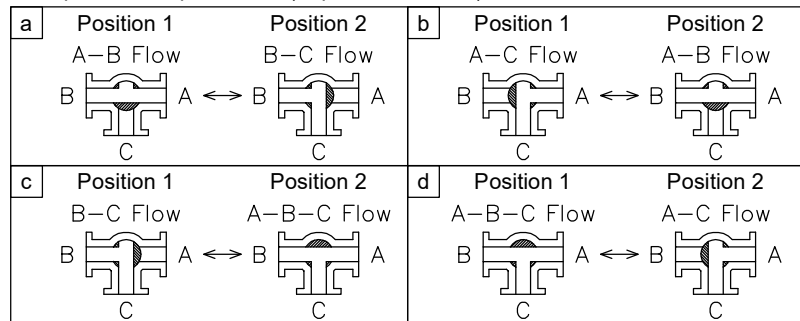 a Position 1 Position 2
A-B Flow B-C Flow
B A B A
C C
b Position 1 Position 2
A-C Flow A-B Flow
B A B A
C C
c Position 1 Position 2
B-C Flow A-B-C Flow
B A B A
C C
d Position 1 Position 2
A-B-C Flow A-C Flow
B A B A
C C